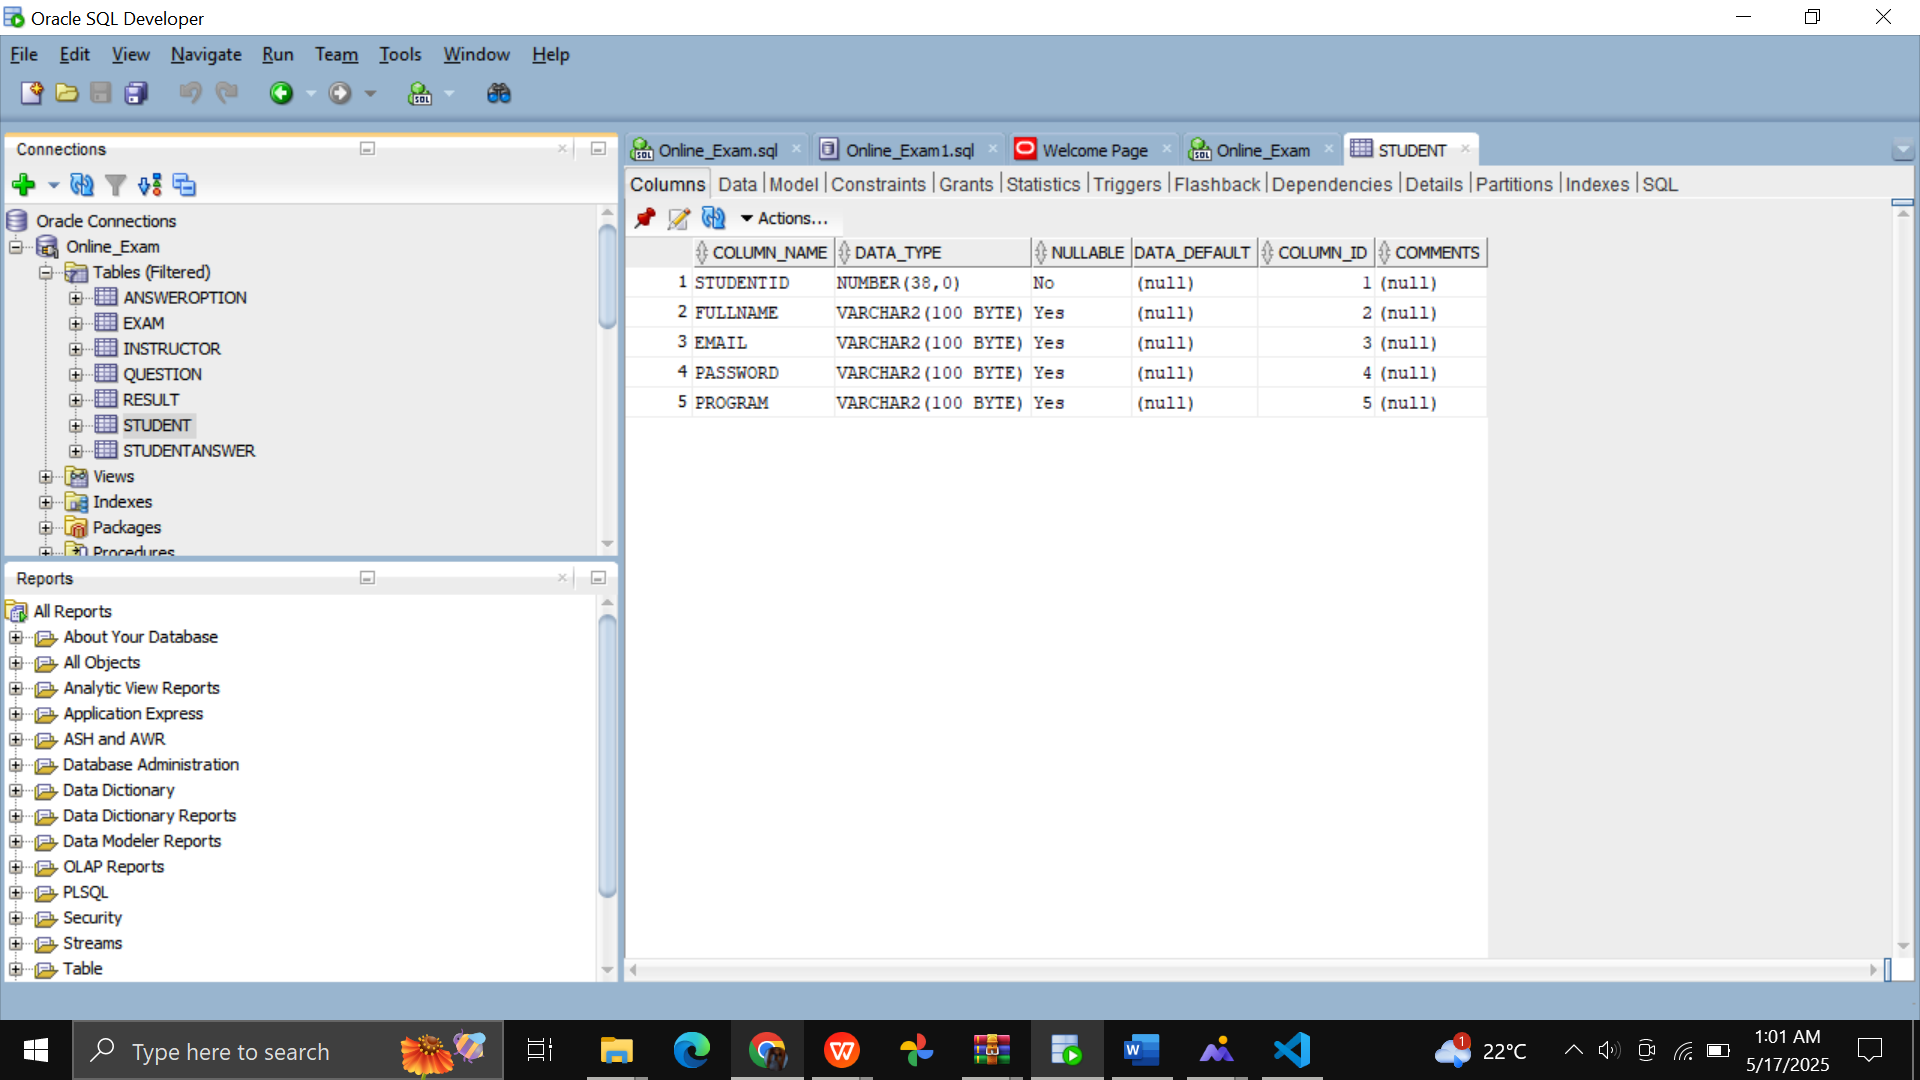 Oracle SQL Developer
File Edit View Navigate Run Team Tools Window Help
Connections
Oracle Connections
Online_Exam
Tables (Filtered)
ANSWEROPTION
EXAM
INSTRUCTOR
QUESTION
RESULT
STUDENT
STUDENTANSWER
Views
Indexes
Packages
Procedures
Reports
All Reports
About Your Database
All Objects
Analytic View Reports
Application Express
ASH and AWR
Database Administration
Data Dictionary
Data Dictionary Reports
Data Modeler Reports
OLAP Reports
PLSQL
Security
Streams
Table
Online_Exam.sql Online_Exam1.sql Welcome Page Online_Exam STUDENT
Columns Data Model Constraints Grants Statistics Triggers Flashback Dependencies Details Partitions Indexes SQL
Actions...
COLUMN_NAME DATA_TYPE NULLABLE DATA_DEFAULT COLUMN_ID COMMENTS
1 STUDENTID NUMBER(38,0) No (null) 1 (null)
2 FULLNAME VARCHAR2(100 BYTE) Yes (null) 2 (null)
3 EMAIL VARCHAR2(100 BYTE) Yes (null) 3 (null)
4 PASSWORD VARCHAR2(100 BYTE) Yes (null) 4 (null)
5 PROGRAM VARCHAR2(100 BYTE) Yes (null) 5 (null)
Type here to search
1
22°C
1:01 AM
5/17/2025